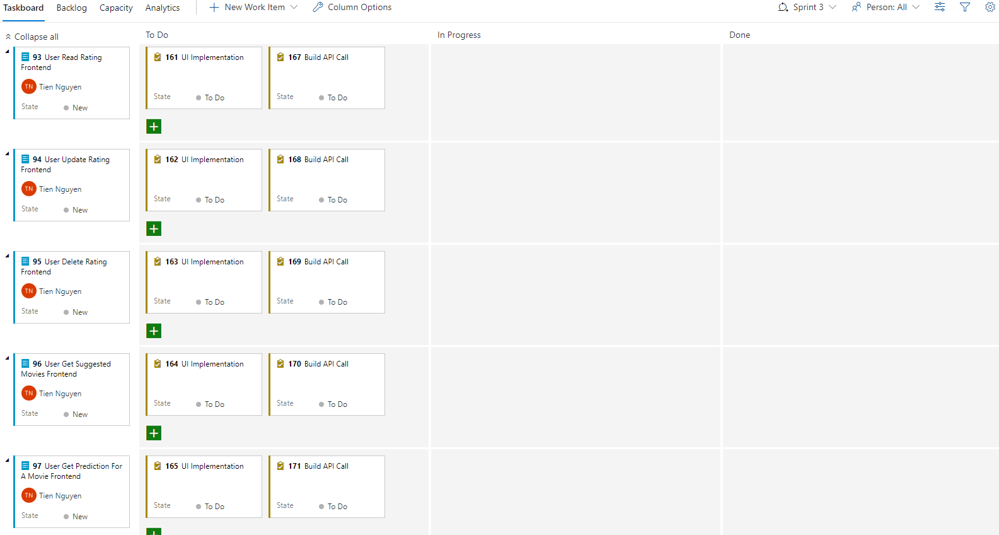 Taskboard Backlog Capacity Analytics New Work Item Column Options Sprint 3 Person: All
Collapse all To Do In Progress Done
93 User Read Rating
Frontend
TN Tien Nguyen
State New
161 UI Implementation
State To Do
167 Build API Call
State To Do
94 User Update Rating
Frontend
TN Tien Nguyen
State New
162 UI Implementation
State To Do
168 Build API Call
State To Do
95 User Delete Rating
Frontend
TN Tien Nguyen
State New
163 UI Implementation
State To Do
169 Build API Call
State To Do
96 User Get Suggested
Movies Frontend
TN Tien Nguyen
State New
164 UI Implementation
State To Do
170 Build API Call
State To Do
97 User Get Prediction For
A Movie Frontend
TN Tien Nguyen
State New
165 UI Implementation
State To Do
171 Build API Call
State To Do